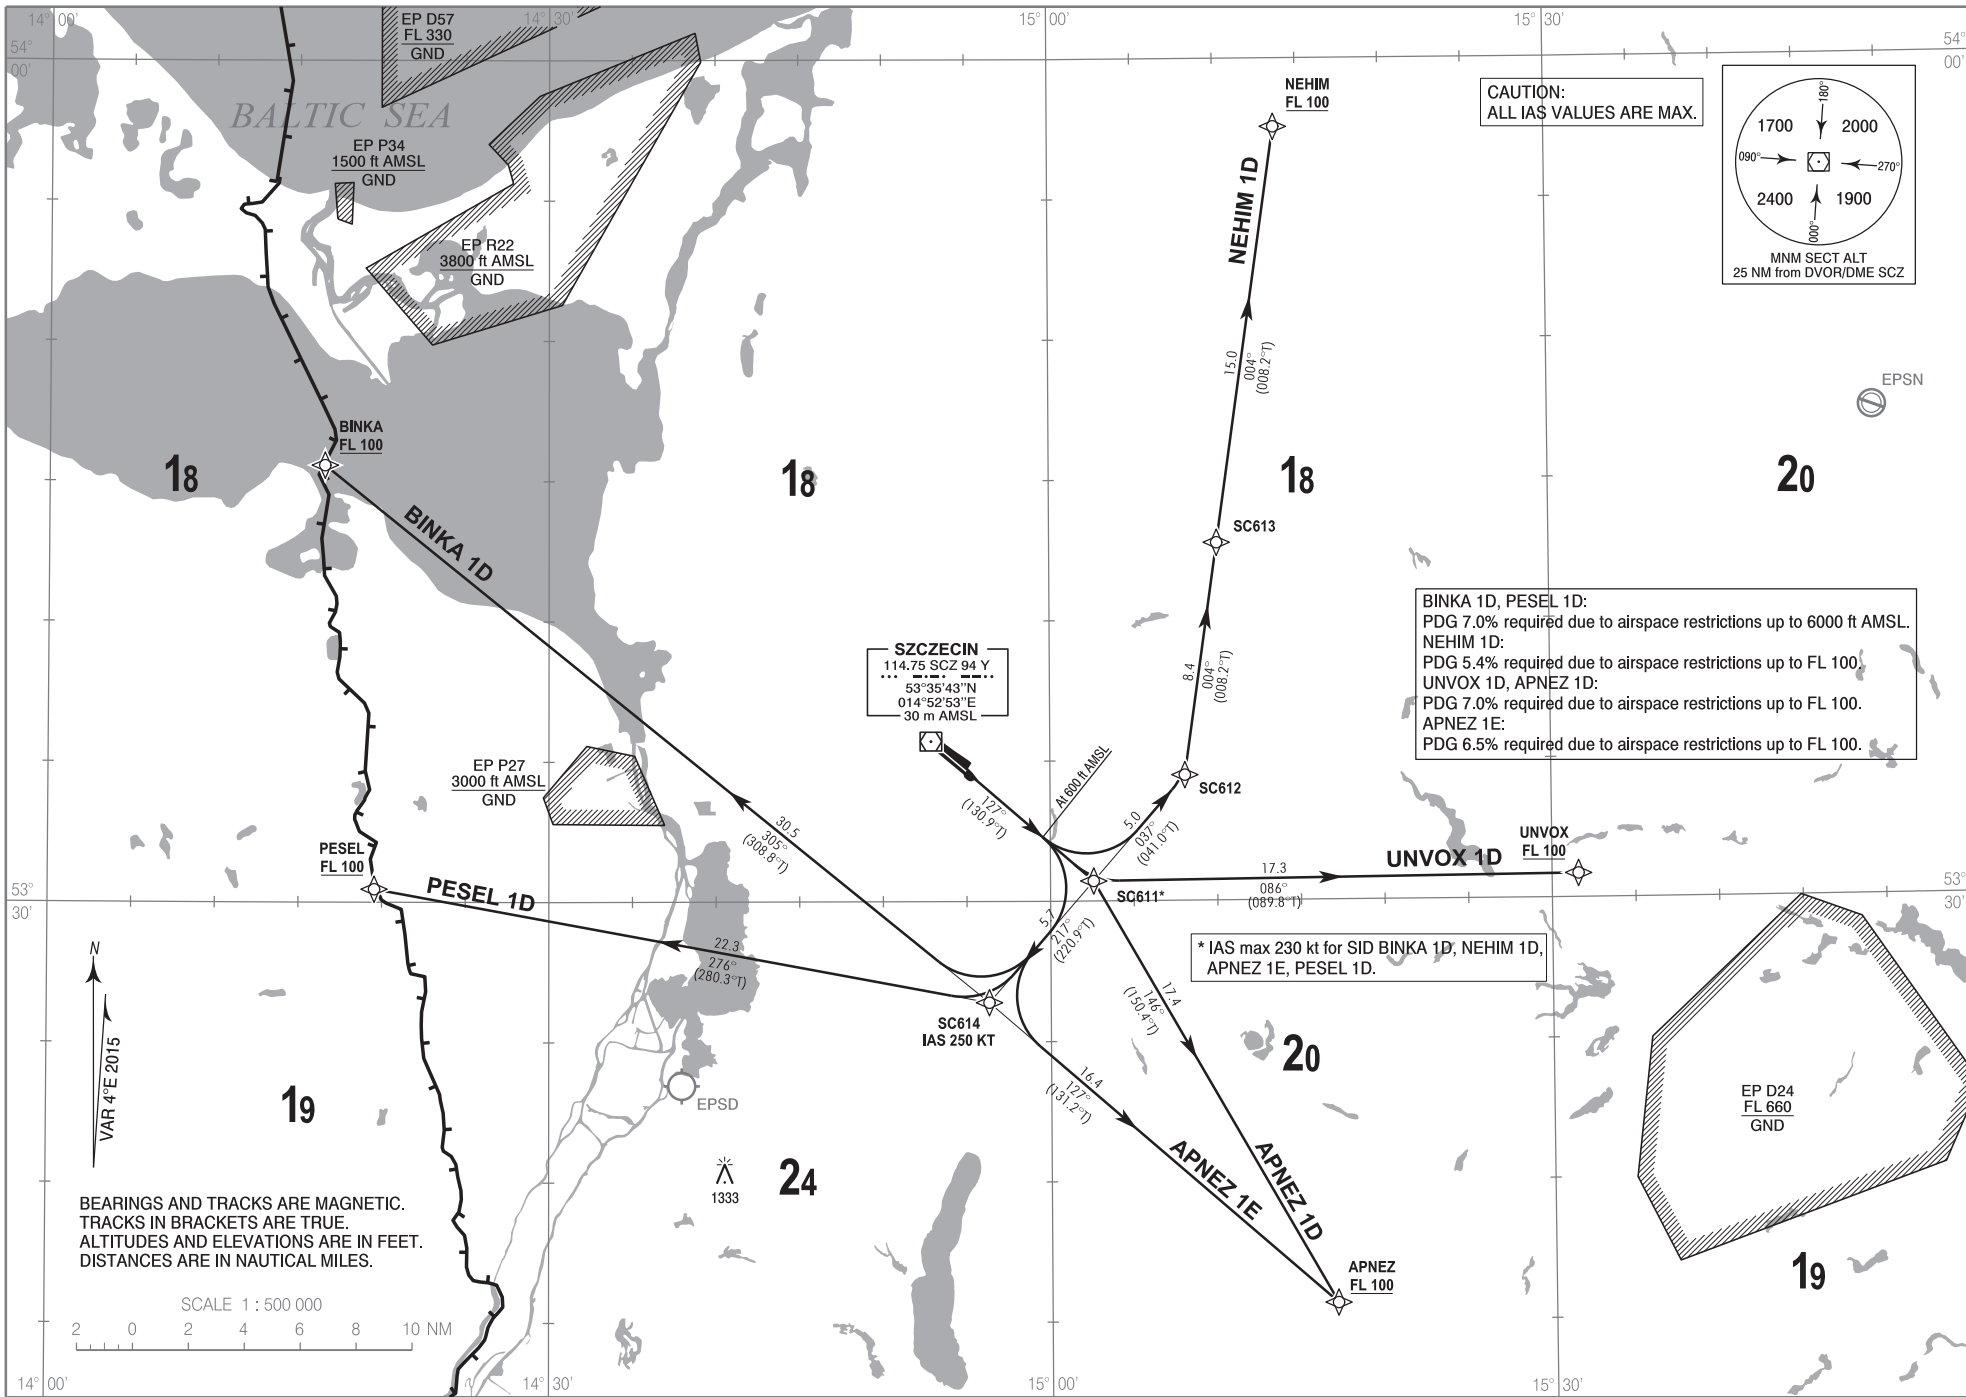 14° 00'
14° 30'
15° 00'
15° 30'
54°
00'
54°
00'
EP D57
FL 330
GND
BALTIC SEA
EP P34
1500 ft AMSL
GND
EP R22
3800 ft AMSL
GND
NEHIM
FL 100
NEHIM 1D
15.0
004°
(008.2°T)
CAUTION:
ALL IAS VALUES ARE MAX.
180°
1700
2000
090°
270°
2400
1900
000°
MNM SECT ALT
25 NM from DVOR/DME SCZ
EPSN
BINKA
FL 100
18
18
18
20
BINKA 1D
SC613
8.4
004°
(008.2°T)
BINKA 1D, PESEL 1D:
PDG 7.0% required due to airspace restrictions up to 6000 ft AMSL.
NEHIM 1D:
PDG 5.4% required due to airspace restrictions up to FL 100.
UNVOX 1D, APNEZ 1D:
PDG 7.0% required due to airspace restrictions up to FL 100.
APNEZ 1E:
PDG 6.5% required due to airspace restrictions up to FL 100.
SZCZECIN
114.75 SCZ 94 Y
53°35'43"N
014°52'53"E
30 m AMSL
EP P27
3000 ft AMSL
GND
127°
(130.9°T)
At 600 ft AMSL
SC612
5.0
037°
(041.0°T)
30.5
305°
(308.8°T)
PESEL
FL 100
PESEL 1D
22.3
276°
(280.3°T)
UNVOX
FL 100
UNVOX 1D
17.3
086°
(089.8°T)
SC611*
53°
30'
53°
30'
5.7
217°
(220.9°T)
* IAS max 230 kt for SID BINKA 1D, NEHIM 1D,
APNEZ 1E, PESEL 1D.
SC614
IAS 250 KT
17.4
146°
(150.4°T)
16.4
127°
(131.2°T)
20
N
VAR 4°E 2015
19
EPSD
EP D24
FL 660
GND
1333
24
APNEZ 1E
APNEZ 1D
APNEZ
FL 100
19
BEARINGS AND TRACKS ARE MAGNETIC.
TRACKS IN BRACKETS ARE TRUE.
ALTITUDES AND ELEVATIONS ARE IN FEET.
DISTANCES ARE IN NAUTICAL MILES.
SCALE 1 : 500 000
2 0 2 4 6 8 10 NM
14° 00'
14° 30'
15° 00'
15° 30'